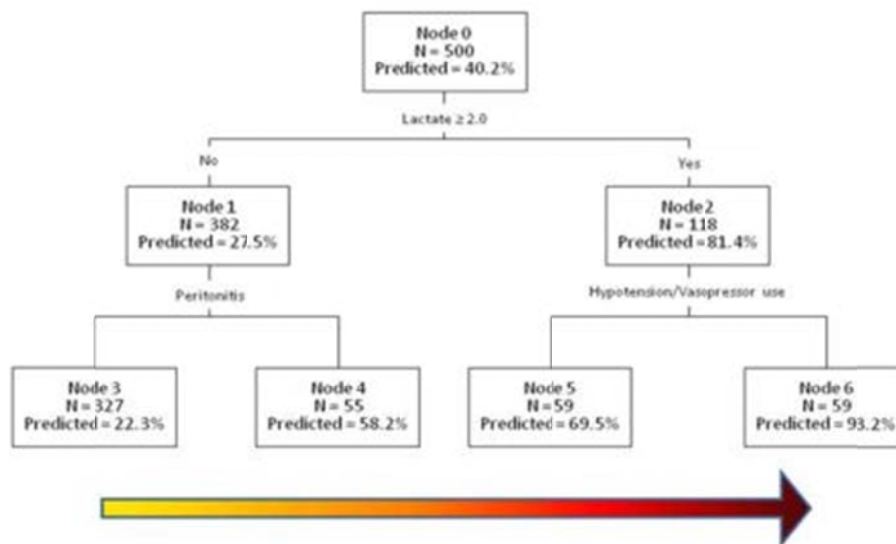 Node 0
N = 500
Predicted = 40.2%
Lactate ≥ 2.0
No
Yes
Node 1
N = 382
Predicted = 27.5%
Node 2
N = 118
Predicted = 81.4%
Peritonitis
Hypotension/Vasopressor use
Node 3
N = 327
Predicted = 22.3%
Node 4
N = 55
Predicted = 58.2%
Node 5
N = 59
Predicted = 69.5%
Node 6
N = 59
Predicted = 93.2%